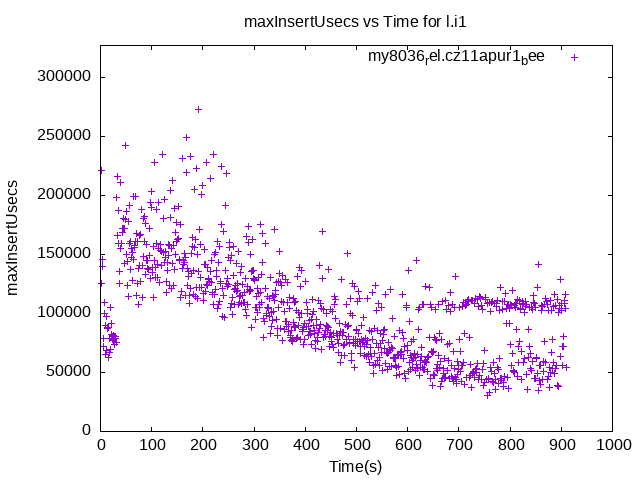 maxInsertUsecs vs Time for l.i1
my8036rel.cz11apur1bee
300000
250000
200000
150000
100000
50000
0
maxInsertUsecs
0 100 200 300 400 500 600 700 800 900 1000
Time(s)